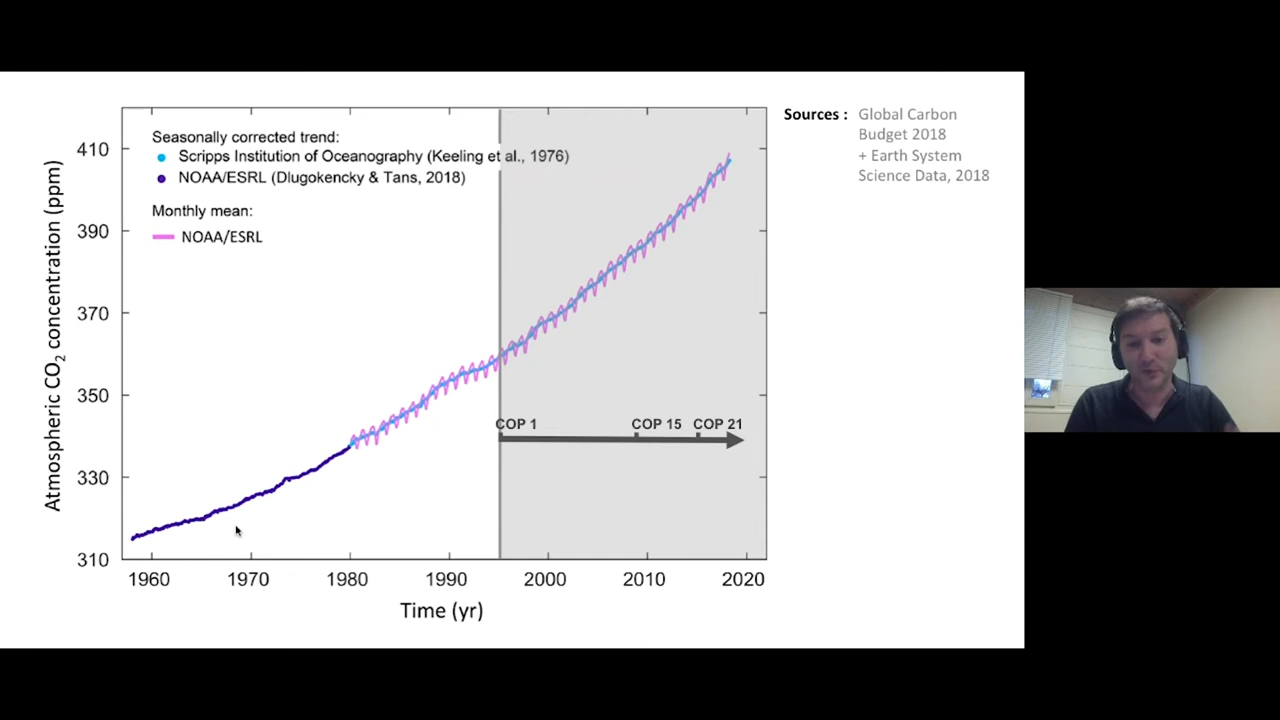 Seasonally corrected trend:
Scripps Institution of Oceanography (Keeling et al., 1976)
NOAA/ESRL (Dlugokencky & Tans, 2018)
Monthly mean:
NOAA/ESRL
Sources : Global Carbon
Budget 2018
+ Earth System
Science Data, 2018
Atmospheric CO2 concentration (ppm)
410
390
370
350
330
310
COP 1
COP 15
COP 21
1960
1970
1980
1990
2000
2010
2020
Time (yr)